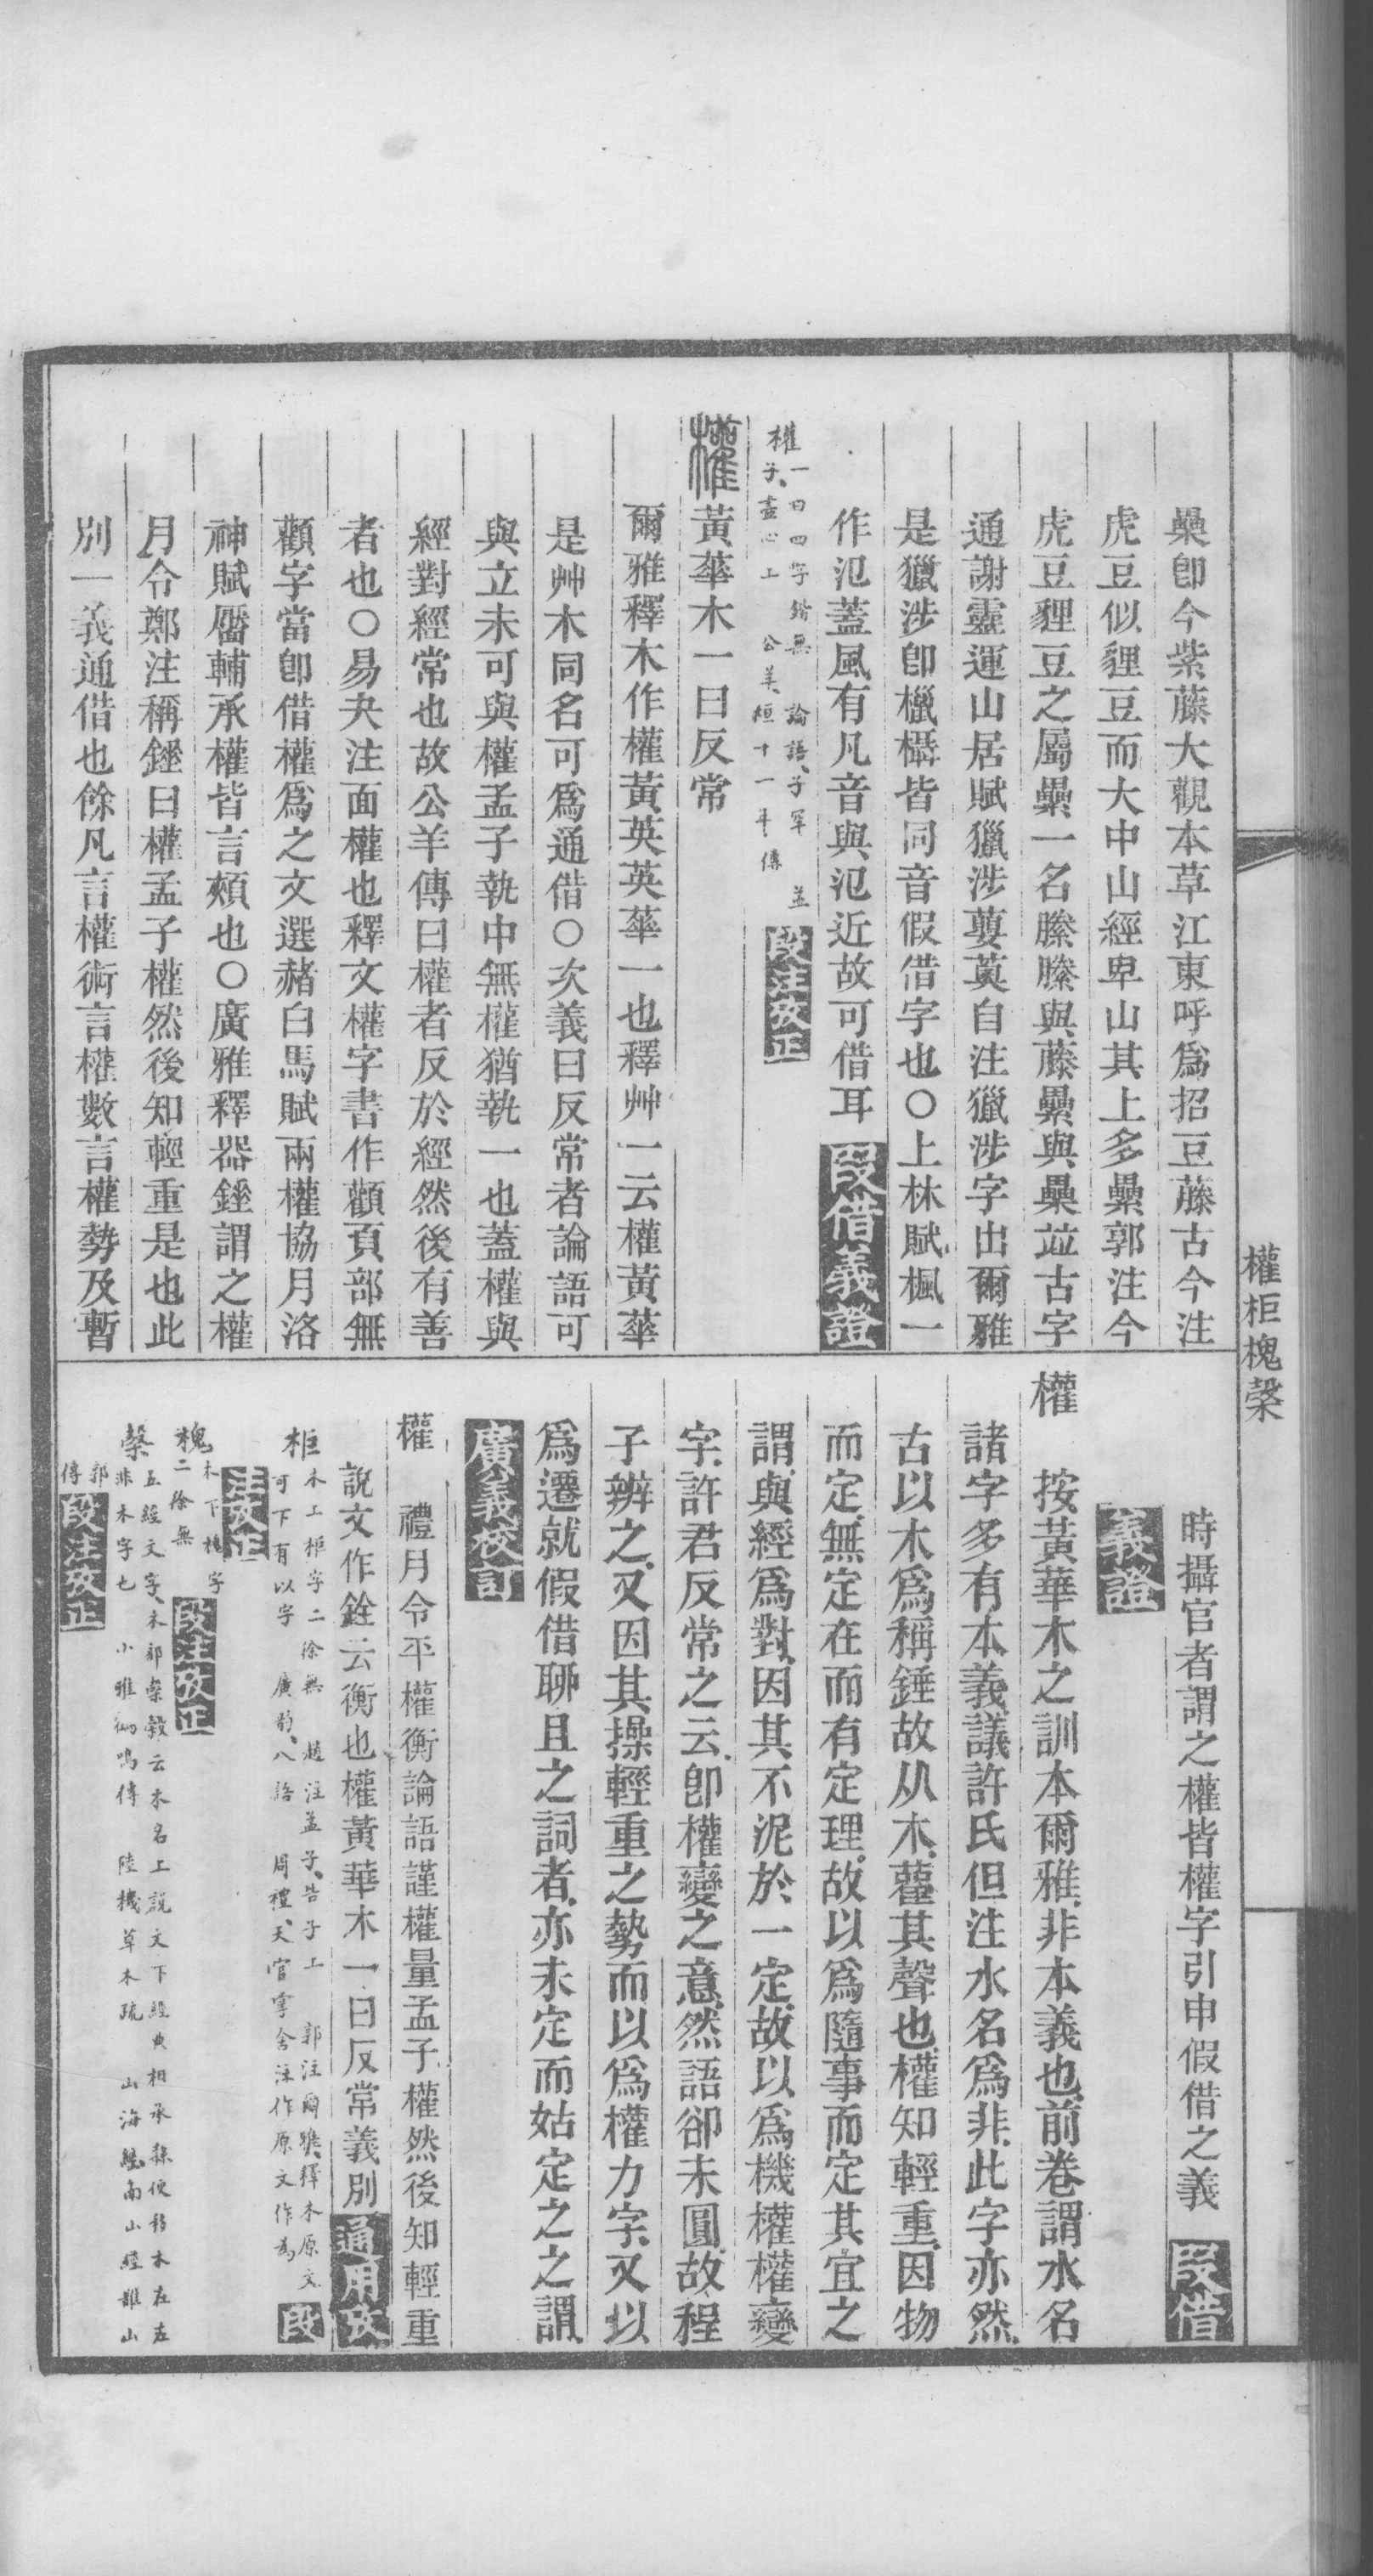 權柜槐棨
欙卽今紫藤大觀本草江東呼爲招豆藤古今注
虎豆似貍豆而大中山經卑山其上多欙郭注今
虎豆貍豆之屬欙一名縢縢與藤纍與欙竝古字
通謝靈運山居賦獵涉蘡薁自注獵涉字出爾雅
是獵涉卽欇欇皆同音假借字也○上林賦楓一
作氾蓋風有凡音與氾近故可借耳 段借義證
權一曰四字鍇無 論語子罕 並
子盡心上 公羊桓十一年傳 段注攷正
權黃華木一曰反常
爾雅釋木作權黃英英華一也釋艸一云權黃華
是艸木同名可爲通借○次義曰反常者論語可
與立未可與權孟子執中無權猶執一也蓋權與
經對經常也故公羊傳曰權者反於經然後有善
者也○易夬注面權也釋文權字書作顴頁部無
顴字當卽借權爲之文選赭白馬賦兩權協月洛
神賦靨輔承權皆言頰也○廣雅釋器錘謂之權
月令鄭注稱錘曰權孟子權然後知輕重是也此
別一義通借也餘凡言權術言權數言權勢及暫
時攝官者謂之權皆權字引申假借之義 段借
義證
權 按黃華木之訓本爾雅非本義也前卷謂水名
諸字多有本義議許氏但注水名爲非此字亦然
古以木爲稱錘故从木雚其聲也權知輕重因物
而定無定在而有定理故以爲隨事而定其宜之
謂與經爲對因其不泥於一定故以爲機權權變
字許君反常之云卽權變之意然語卻未圓故程
子辨之又因其操輕重之勢而以爲權力字又以
爲遷就假借聊且之詞者亦未定而姑定之之謂
廣義校訂
權 禮月令平權衡論語謹權量孟子權然後知輕重
說文作銓云衡也權黃華木一曰反常義別 通用攷
柜木上柜字二徐無 趙注孟子告子上 郭注爾雅釋木原文
可下有以字 廣韵八語 周禮天官掌舍注作原文作爲 段
注攷正
槐木下槐字
二徐無 段注攷正
棨五經文字木部棨穀云木名上說文下經典相承隸便移木在左
非木字也 小雅鶴鳴傳 陸機草木疏 山海經南山經雎山
郭
傳 段注攷正